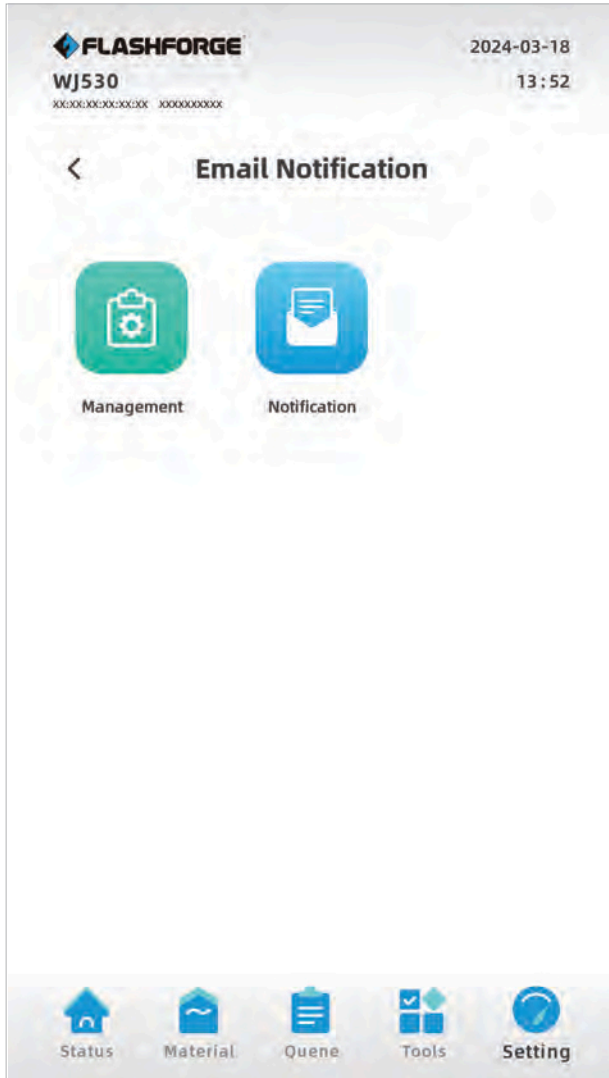 FLASHFORGE 2024-03-18
WJ530 13:52
xx:xx:xx:xx:xx:xx xxxxxxxxxx
Email Notification
Management Notification
Status Material Quene Tools Setting